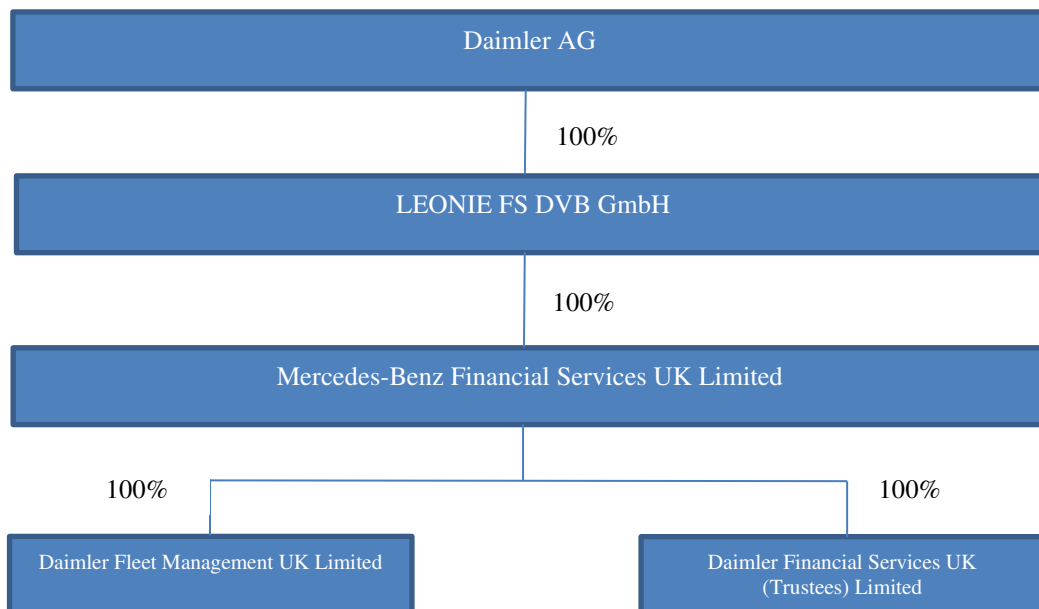 Daimler AG
100%
LEONIE FS DVB GmbH
100%
Mercedes-Benz Financial Services UK Limited
100%
100%
Daimler Fleet Management UK Limited
Daimler Financial Services UK
(Trustees) Limited